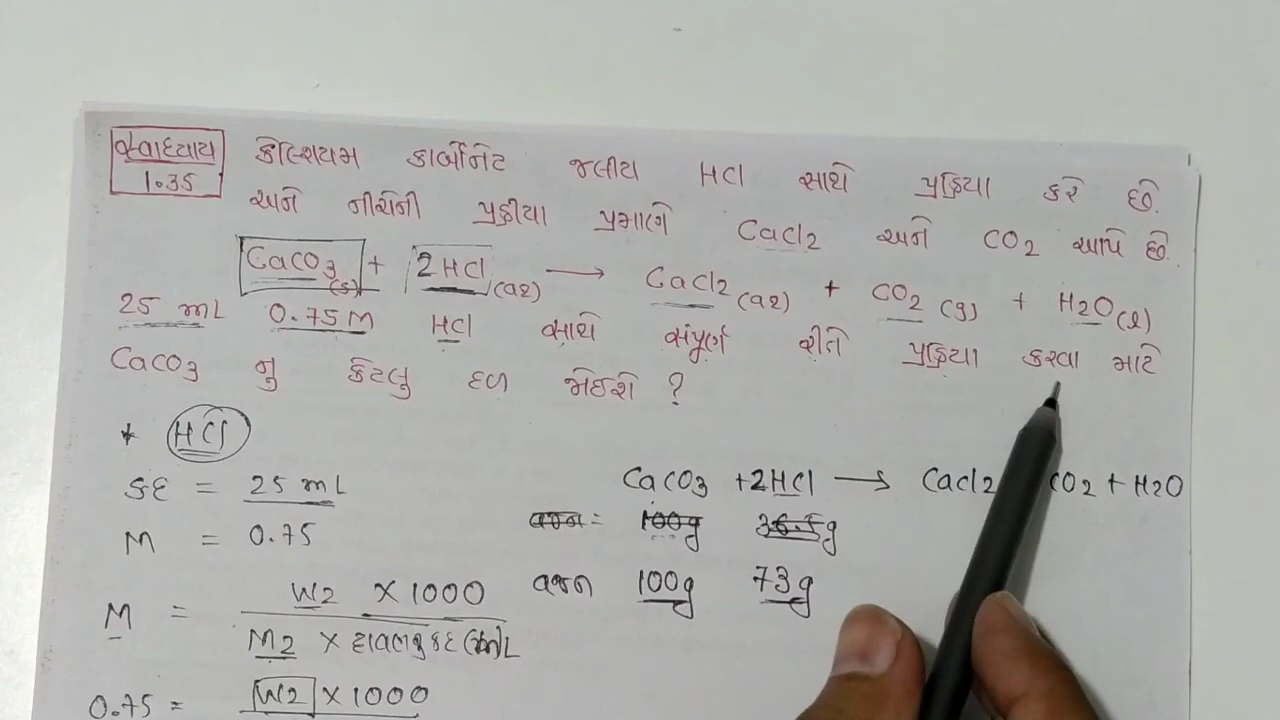 સ્વાધ્યાય
1.35
કેલ્શિયમ કાર્બોનેટ જલીય HCl સાથે પ્રક્રિયા કરે છે.
અને નીચેની પ્રક્રીયા પ્રમાણે CaCl2 અને CO2 આપે છે.
CaCO3 (s) + 2HCl (aq) → CaCl2 (aq) + CO2 (g) + H2O (l)
25 mL 0.75M HCl સાથે સંપૂર્ણ રીતે પ્રક્રિયા કરવા માટે
CaCO3 નુ કેટલુ દળ જોઇશે ?
* HCl
કદ = 25 mL
M = 0.75
M = W2 × 1000
M2 × દ્રાવણનુ કદ mL
0.75 = W2 × 1000
CaCO3 + 2HCl → CaCl2 CO2 + H2O
વજન = 100g 36.5g
વજન 100g 73g